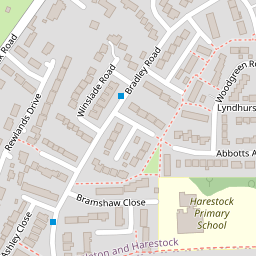 Road
Bradley Road
Winslade Road
Woodgreen R
Rewlands Drive
Lyndhurs
Abbotts A
Bramshaw Close
Harestock
Primary
School
Ashley Close
ton and Harestock